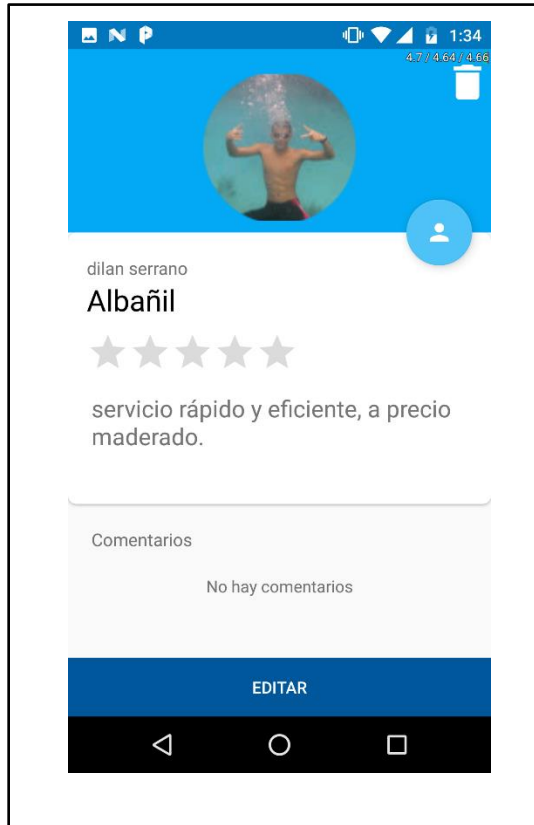 1:34
4.7 / 4.64 / 4.66
dilan serrano
Albañil
servicio rápido y eficiente, a precio
maderado.
Comentarios
No hay comentarios
EDITAR